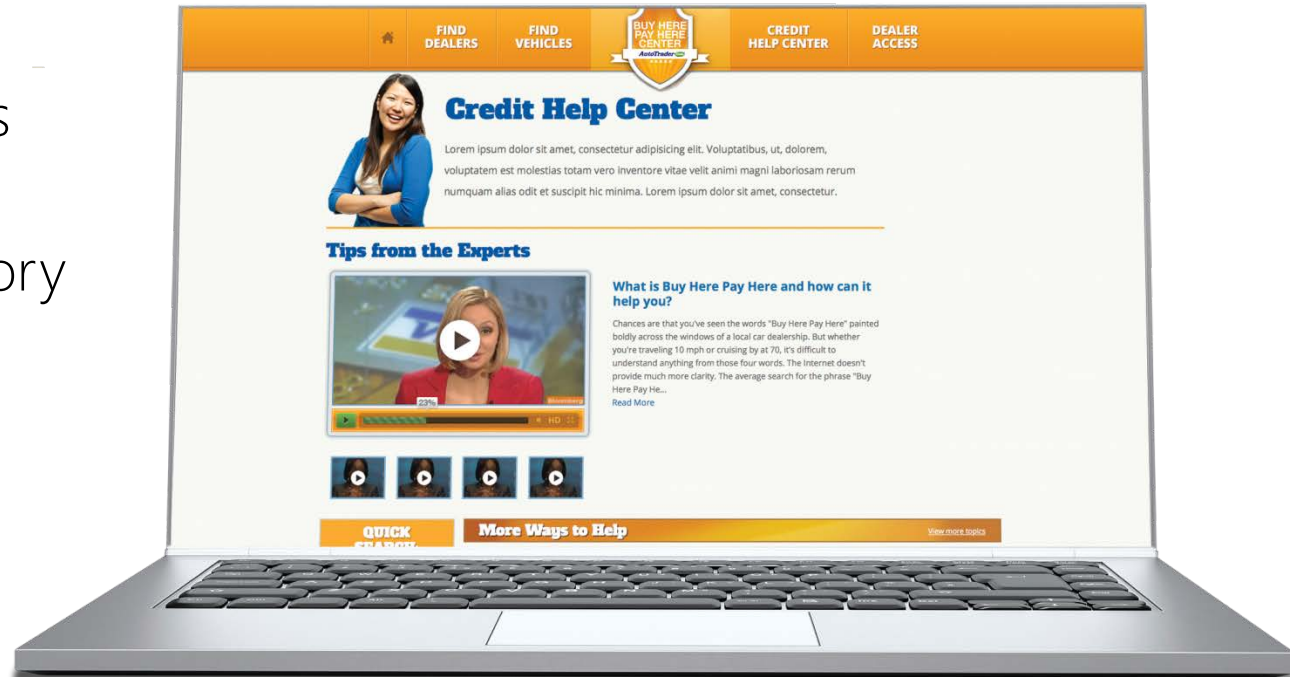 s
ory
FIND
DEALERS
FIND
VEHICLES
BUY HERE
PAY HERE
CENTER
AutoTrader
CREDIT
HELP CENTER
DEALER
ACCESS
Credit Help Center
Lorem ipsum dolor sit amet, consectetur adipisicing elit. Voluptatibus, ut, dolorem,
voluptatem est molestias totam vero inventore vitae velit animi magni laboriosam rerum
numquam alias odit et suscipit hic minima. Lorem ipsum dolor sit amet, consectetur.
Tips from the Experts
Bloomberg
23%
HD
What is Buy Here Pay Here and how can it
help you?
Chances are that you've seen the words "Buy Here Pay Here" painted
boldly across the windows of a local car dealership. But whether
you're traveling 10 mph or cruising by at 70, it's difficult to
understand anything from those four words. The Internet doesn't
provide much more clarity. The average search for the phrase "Buy
Here Pay He...
Read More
QUICK
SEARCH
More Ways to Help
View more topics